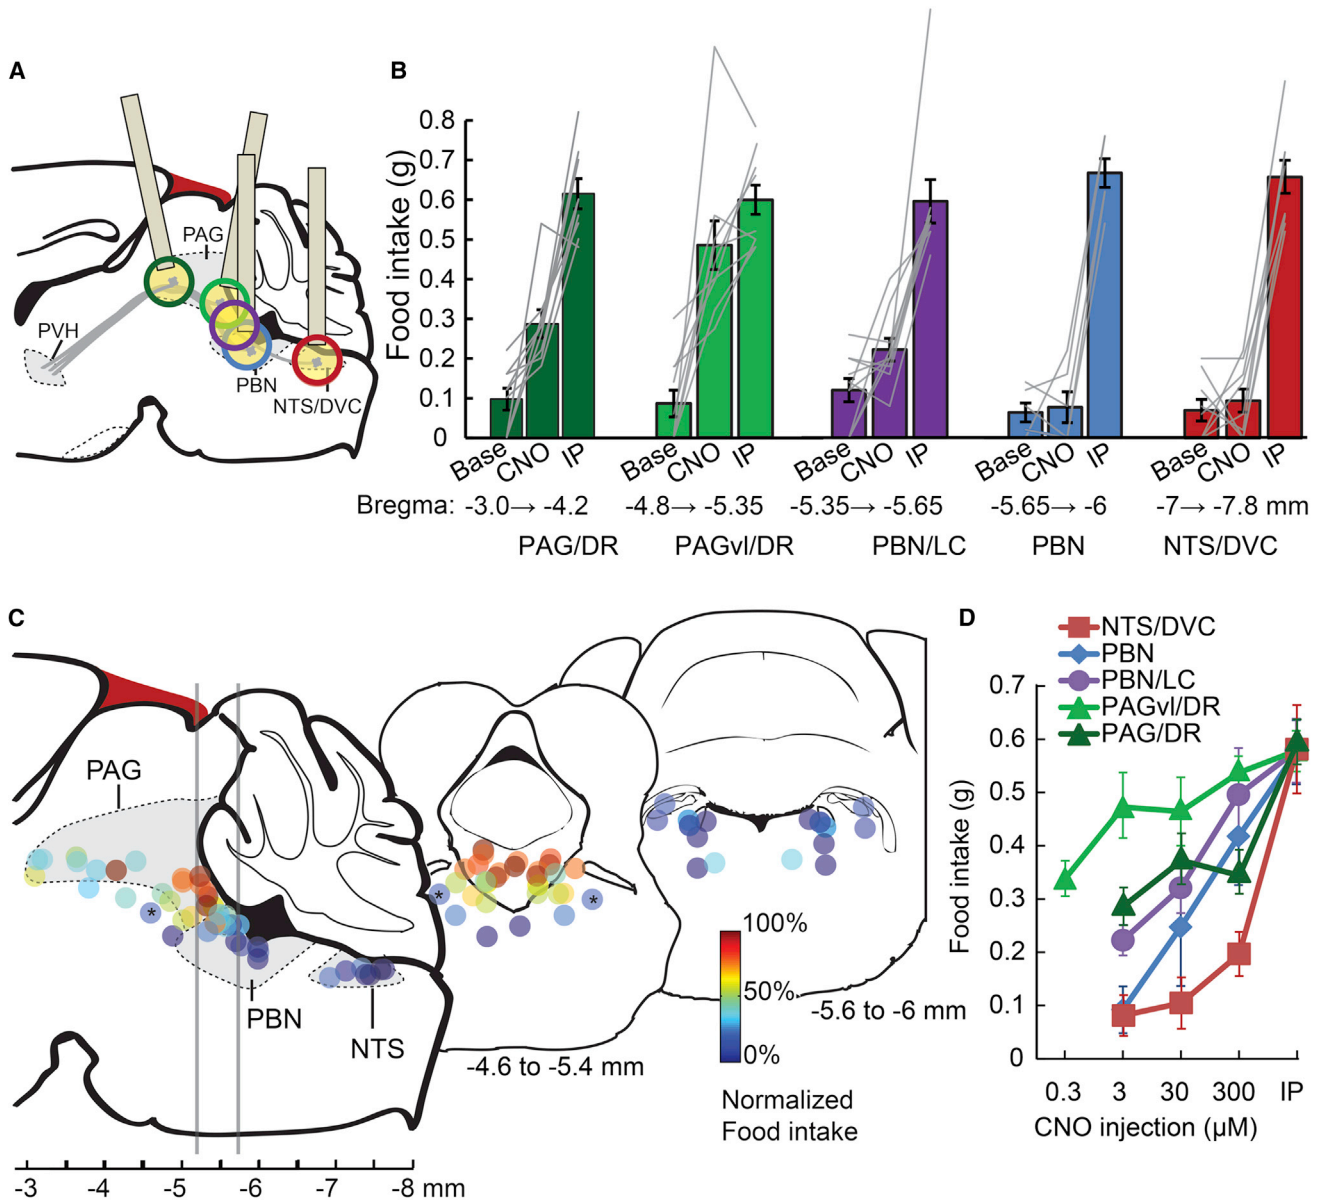 A
PAG
PVH
PBN
NTS/DVC
B
Food intake (g)
0.8
0.7
0.6
0.5
0.4
0.3
0.2
0.1
0
Base CNO IP Base CNO IP Base CNO IP Base CNO IP Base CNO IP
Bregma: -3.0→ -4.2 -4.8→ -5.35 -5.35→ -5.65 -5.65→ -6 -7→ -7.8 mm
PAG/DR PAGvl/DR PBN/LC PBN NTS/DVC
C
PAG
*
PBN
NTS
-3 -4 -5 -6 -7 -8 mm
* *
-4.6 to -5.4 mm
-5.6 to -6 mm
100%
50%
0%
Normalized
Food intake
D
NTS/DVC
PBN
PBN/LC
PAGvl/DR
PAG/DR
Food intake (g)
0.7
0.6
0.5
0.4
0.3
0.2
0.1
0
0.3 3 30 300 IP
CNO injection (µM)